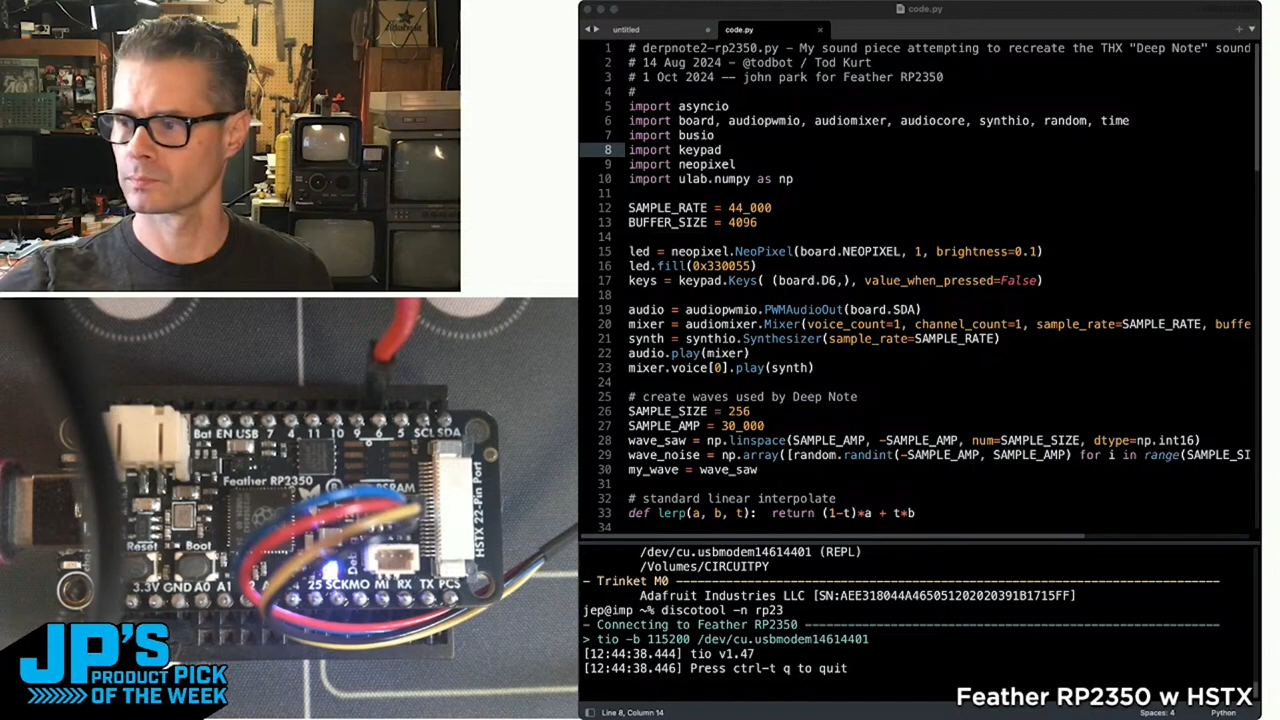 code.py
untitled
code.py
1 # derpnote2-rp2350.py - My sound piece attempting to recreate the THX "Deep Note" sound
2 # 14 Aug 2024 - @todbot / Tod Kurt
3 # 1 Oct 2024 -- john park for Feather RP2350
4 #
5 import asyncio
6 import board, audiopwmio, audiomixer, audiocore, synthio, random, time
7 import busio
8 import keypad
9 import neopixel
10 import ulab.numpy as np
11
12 SAMPLE_RATE = 44_000
13 BUFFER_SIZE = 4096
14
15 led = neopixel.NeoPixel(board.NEOPIXEL, 1, brightness=0.1)
16 led.fill(0x330055)
17 keys = keypad.Keys( (board.D6,), value_when_pressed=False)
18
19 audio = audiopwmio.PWMAudioOut(board.SDA)
20 mixer = audiomixer.Mixer(voice_count=1, channel_count=1, sample_rate=SAMPLE_RATE, buffe
21 synth = synthio.Synthesizer(sample_rate=SAMPLE_RATE)
22 audio.play(mixer)
23 mixer.voice[0].play(synth)
24
25 # create waves used by Deep Note
26 SAMPLE_SIZE = 256
27 SAMPLE_AMP = 30_000
28 wave_saw = np.linspace(SAMPLE_AMP, -SAMPLE_AMP, num=SAMPLE_SIZE, dtype=np.int16)
29 wave_noise = np.array([random.randint(-SAMPLE_AMP, SAMPLE_AMP) for i in range(SAMPLE_SI
30 my_wave = wave_saw
31
32 # standard linear interpolate
33 def lerp(a, b, t): return (1-t)*a + t*b
34
/dev/cu.usbmodem14614401 (REPL)
/Volumes/CIRCUITPY
- Trinket M0
Adafruit Industries LLC [SN:AEE318044A465051202020391B1715FF]
jep@imp ~% discotool -n rp23
- Connecting to Feather RP2350
> tio -b 115200 /dev/cu.usbmodem14614401
[12:44:38.444] tio v1.47
[12:44:38.446] Press ctrl-t q to quit
Line 8, Column 14
Spaces: 4
Python
Bat EN USB 7 4 11 10 9 6 5 SCL SDA
Feather RP2350
PSRAM
HSTX 22-Pin Port
Reset
Boot
3.3V GND A0 A1
25 SCK MO MI RX TX PCS
JP'S
PRODUCT PICK
OF THE WEEK
Feather RP2350 w HSTX